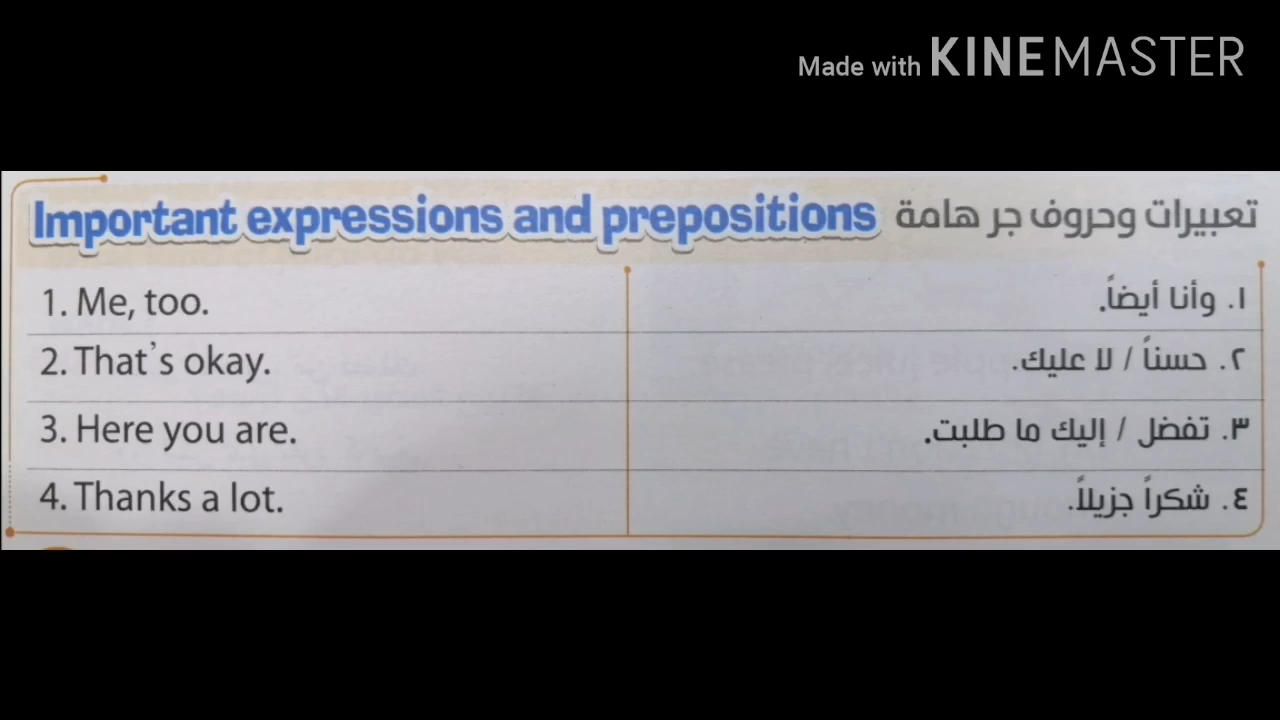 Made with KINEMASTER
Important expressions and prepositions تعبيرات وحروف جر هامة
1. Me, too. ١. وأنا أيضاً.
2. That's okay. ٢. حسناً / لا عليك.
3. Here you are. ٣. تفضل / إليك ما طلبت.
4. Thanks a lot. ٤. شكراً جزيلاً.